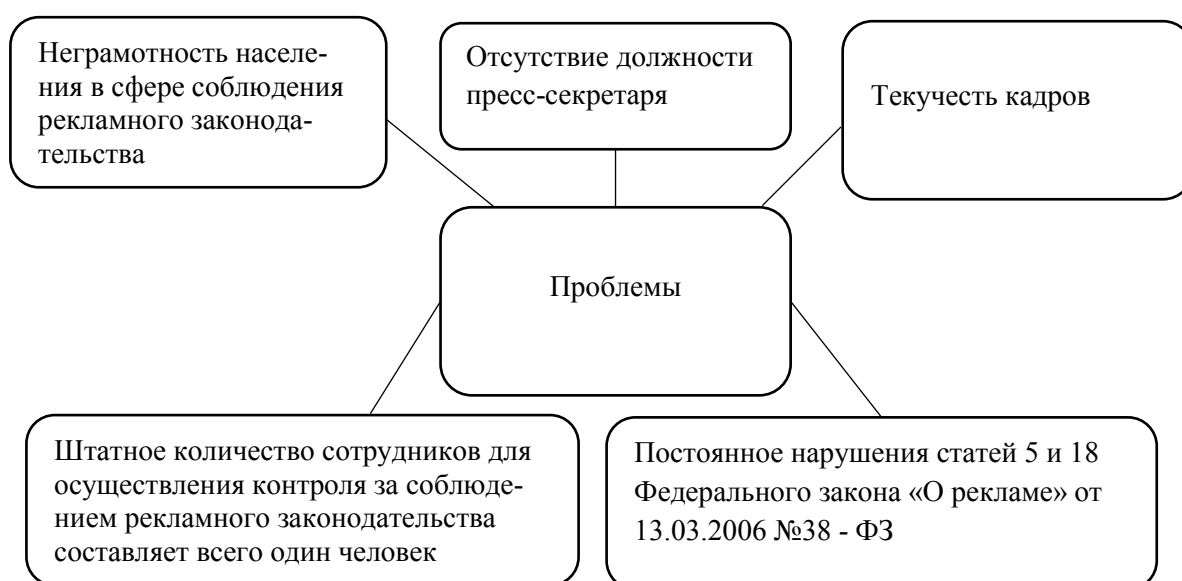 Неграмотность населе-
ния в сфере соблюдения
рекламного законода-
тельства
Отсутствие должности
пресс-секретаря
Текучесть кадров
Проблемы
Штатное количество сотрудников для
осуществления контроля за соблюде-
нием рекламного законодательства
составляет всего один человек
Постоянное нарушения статей 5 и 18
Федерального закона «О рекламе» от
13.03.2006 №38 - ФЗ